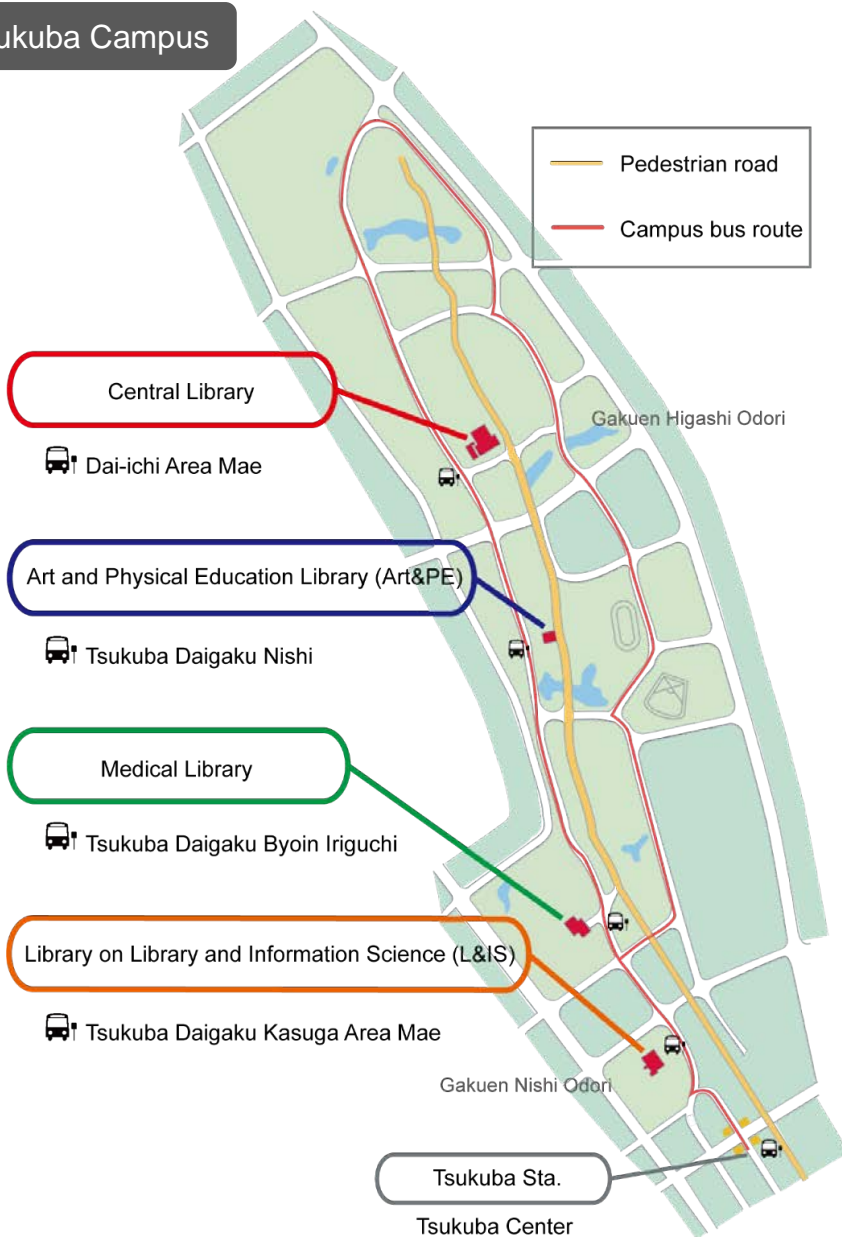 ukuba Campus
Pedestrian road
Campus bus route
Central Library
Gakuen Higashi Odori
Dai-ichi Area Mae
Art and Physical Education Library (Art&PE)
Tsukuba Daigaku Nishi
Medical Library
Tsukuba Daigaku Byoin Iriguchi
Library on Library and Information Science (L&IS)
Tsukuba Daigaku Kasuga Area Mae
Gakuen Nishi Odori
Tsukuba Sta.
Tsukuba Center